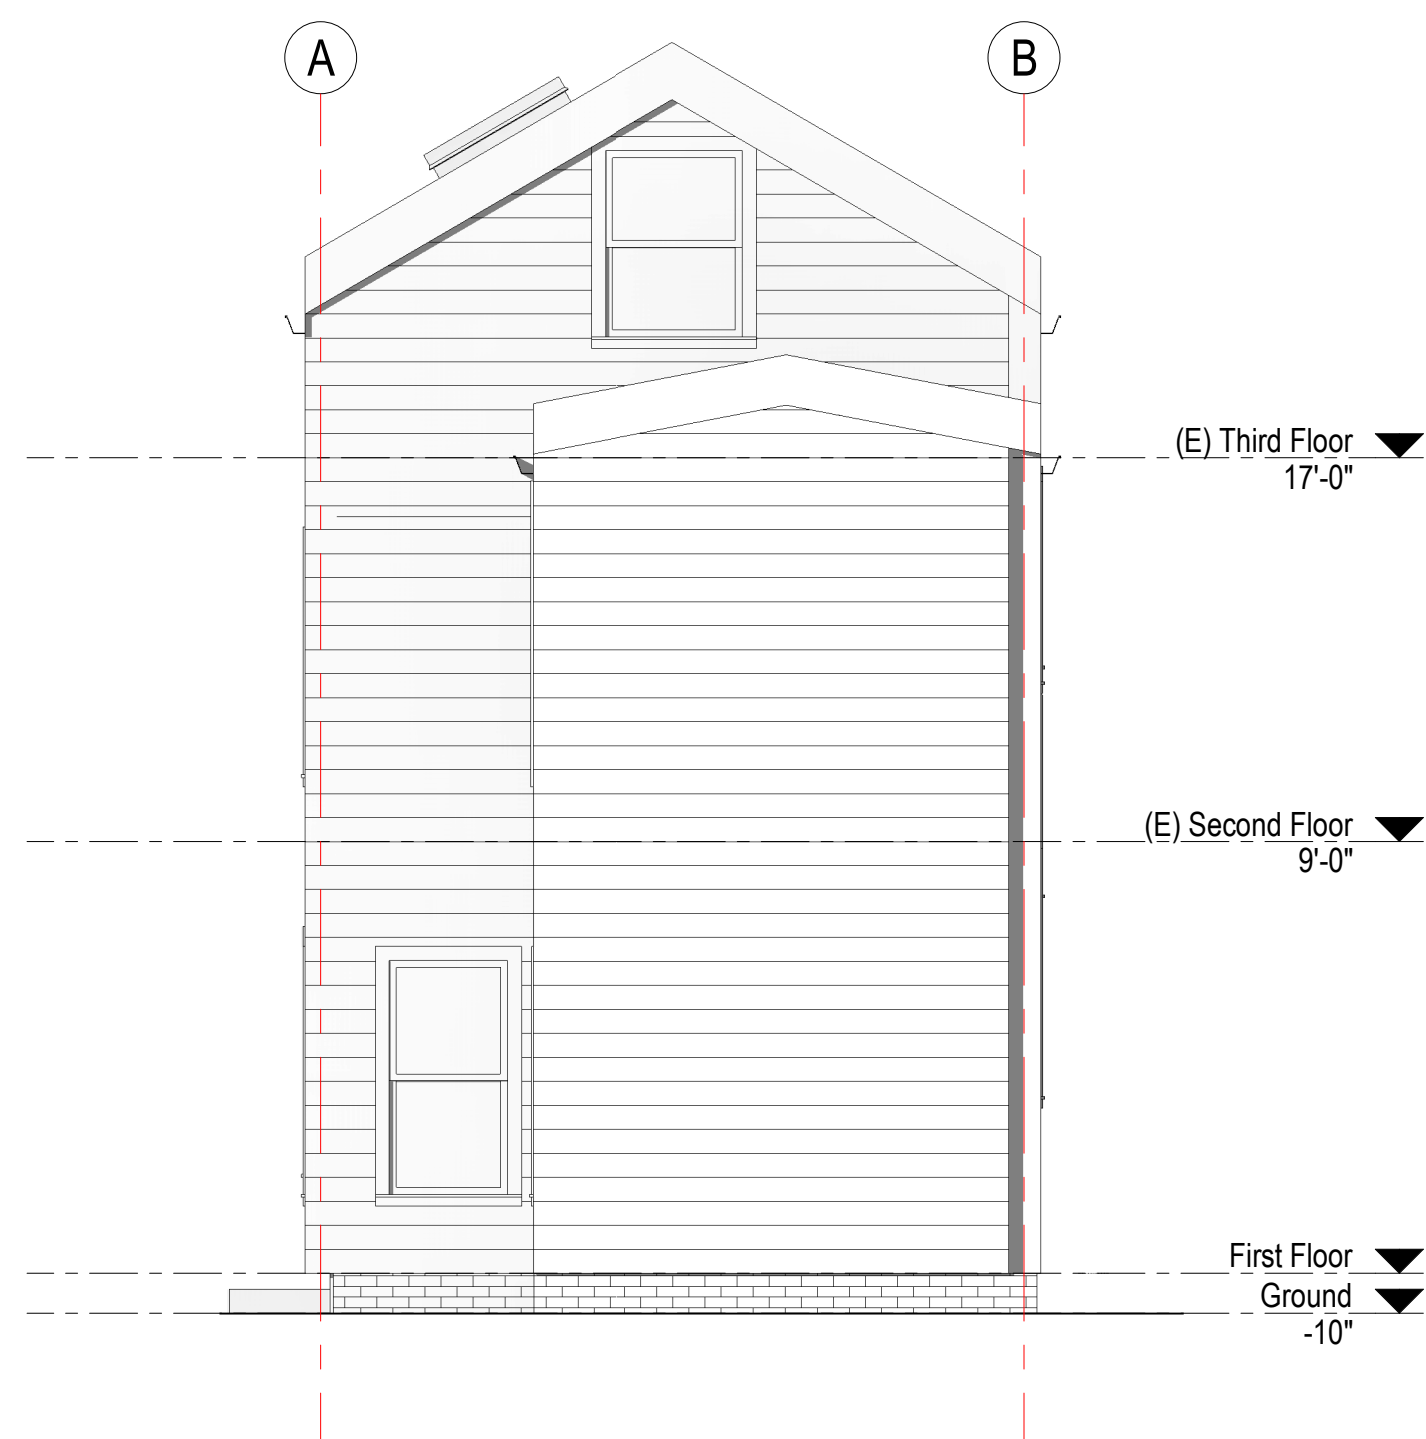 A
B
(E) Third Floor
17'-0"
(E) Second Floor
9'-0"
First Floor
Ground
-10"